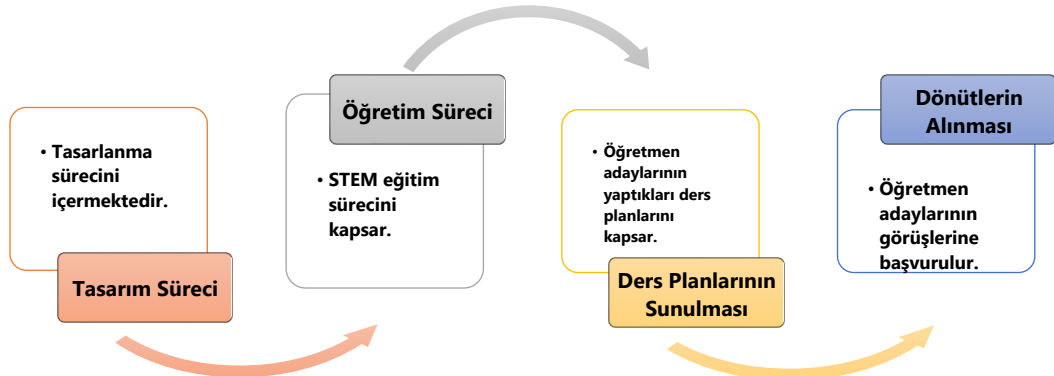 • Tasarlanma
sürecini
içermektedir.
Tasarım Süreci
Öğretim Süreci
• STEM eğitim
sürecini
kapsar.
• Öğretmen
adaylarının
yaptıkları ders
planlarını
kapsar.
Ders Planlarının
Sunulması
Dönütlerin
Alınması
• Öğretmen
adaylarının
görüşlerine
başvurulur.